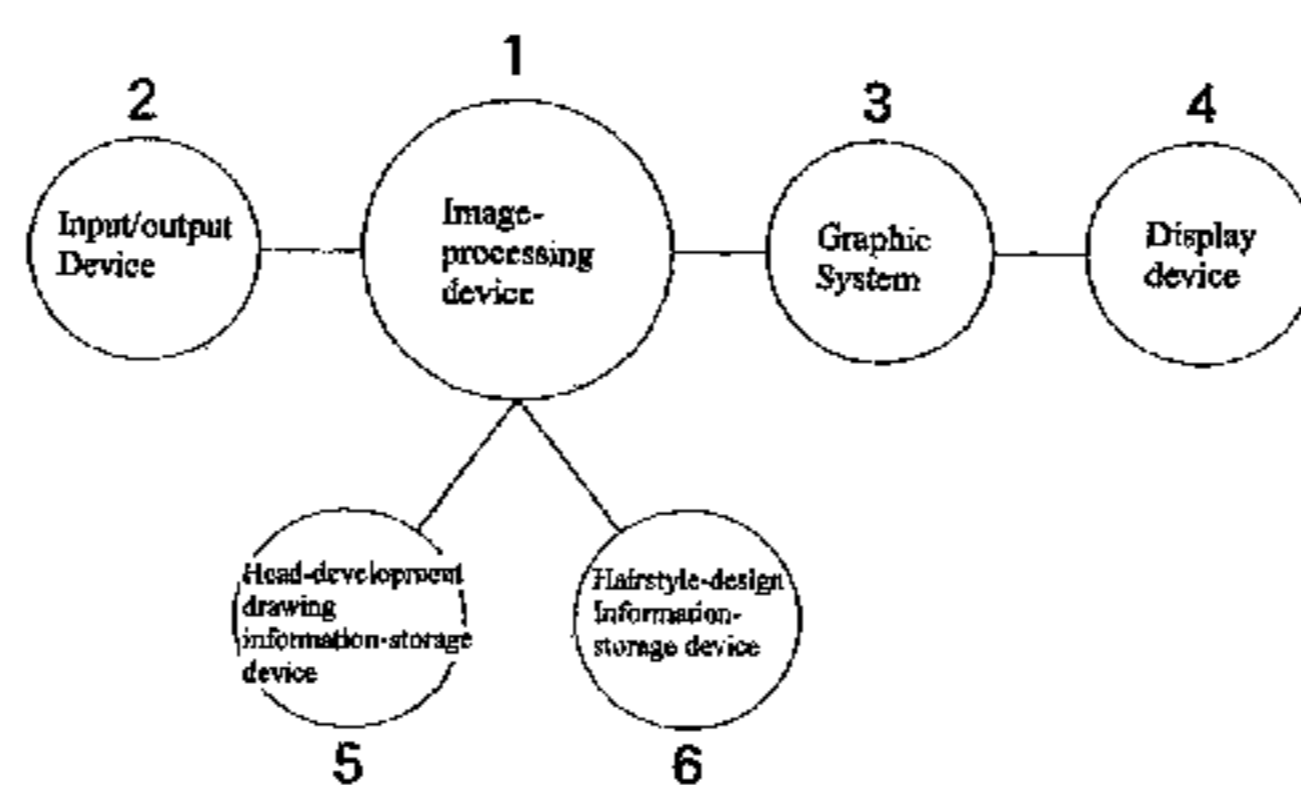 1
2
3
4
Input/output
Device
Image-
processing
device
Graphic
System
Display
device
Head-development
drawing
information-storage
device
Hairstyle-design
Information-
storage device
5
6